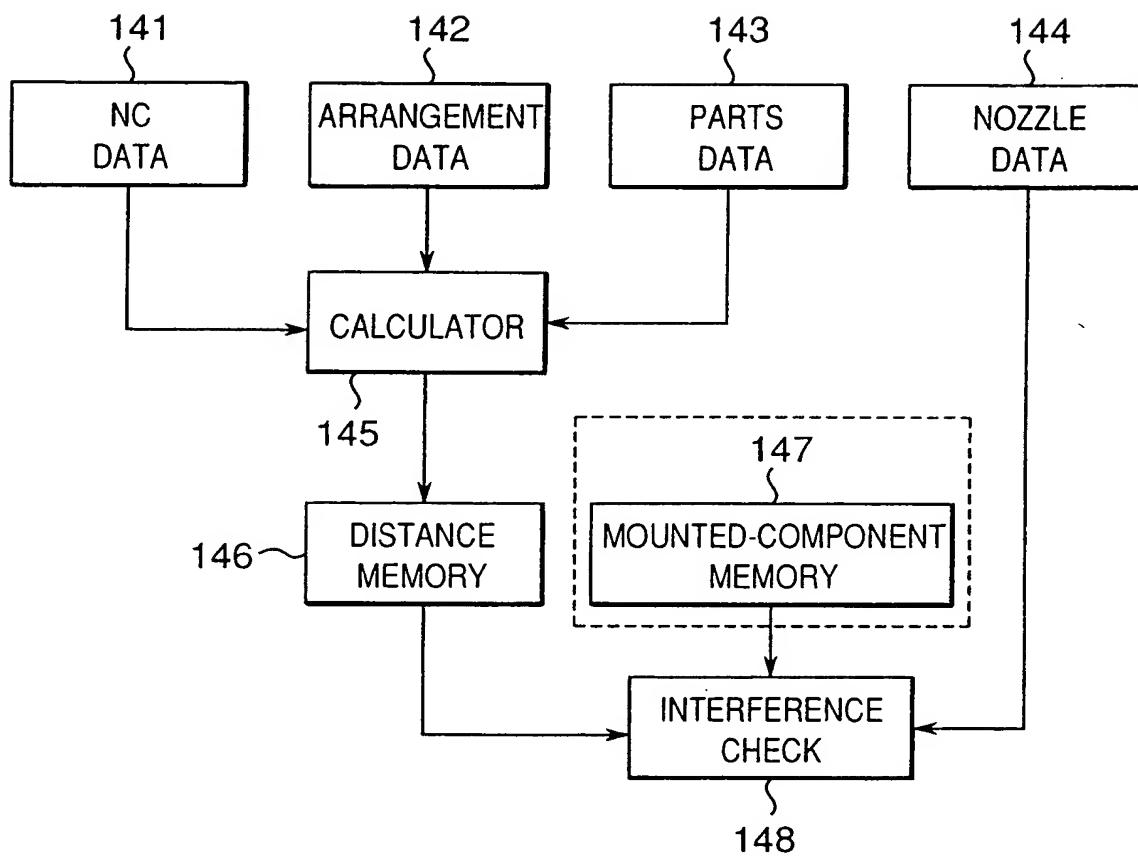 141
142
143
144
NC
DATA
ARRANGEMENT
DATA
PARTS
DATA
NOZZLE
DATA
CALCULATOR
145
147
DISTANCE
MEMORY
146
MOUNTED-COMPONENT
MEMORY
INTERFERENCE
CHECK
148